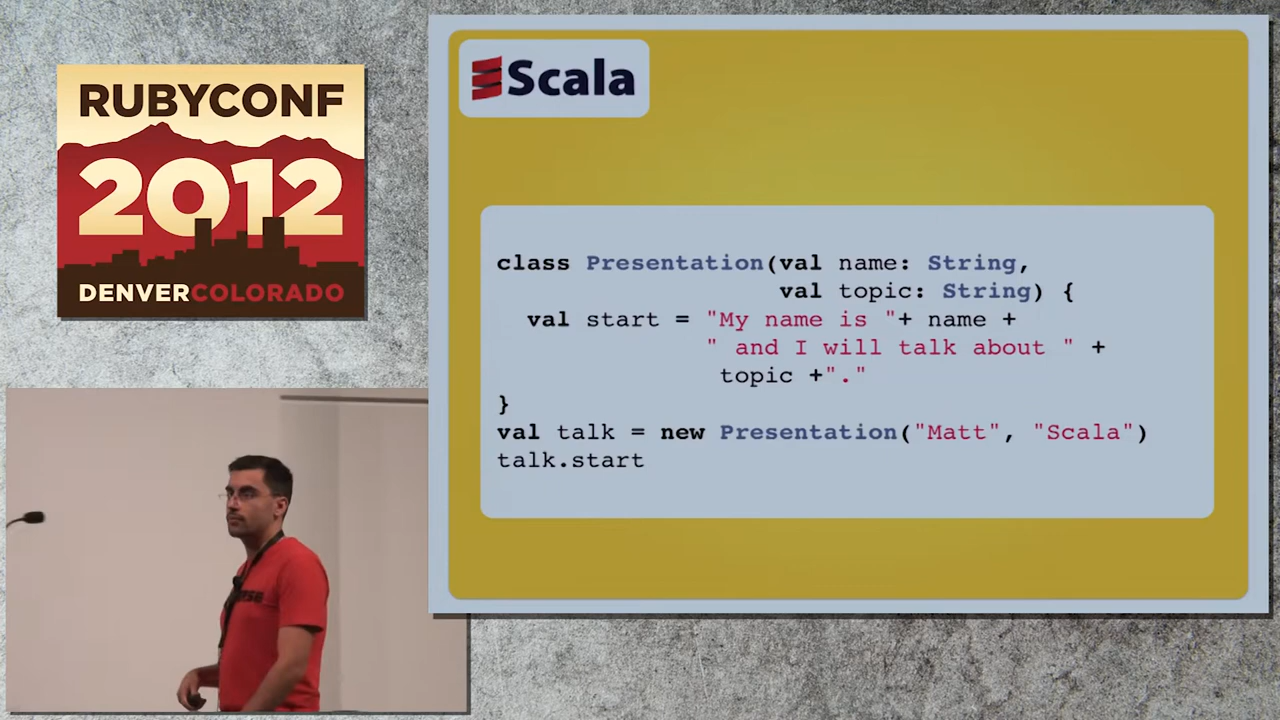 RUBYCONF
2012
DENVERCOLORADO
Scala
class Presentation(val name: String,
val topic: String) {
val start = "My name is "+ name +
" and I will talk about " +
topic +"."
}
val talk = new Presentation("Matt", "Scala")
talk.start